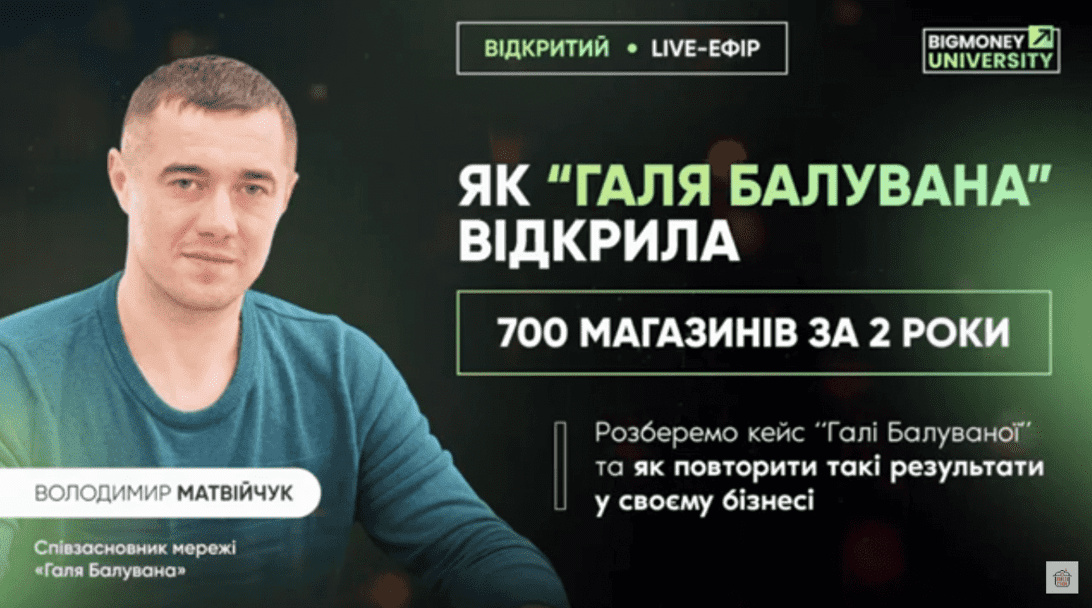 ВІДКРИТИЙ • LIVE-ЕФІР
BIGMONEY
UNIVERSITY
ЯК “ГАЛЯ БАЛУВАНА”
ВІДКРИЛА
700 МАГАЗИНІВ ЗА 2 РОКИ
Розберемо кейс “Галі Балуваної”
та як повторити такі результати
у своєму бізнесі
ВОЛОДИМИР МАТВІЙЧУК
Співзасновник мережі
«Галя Балувана»